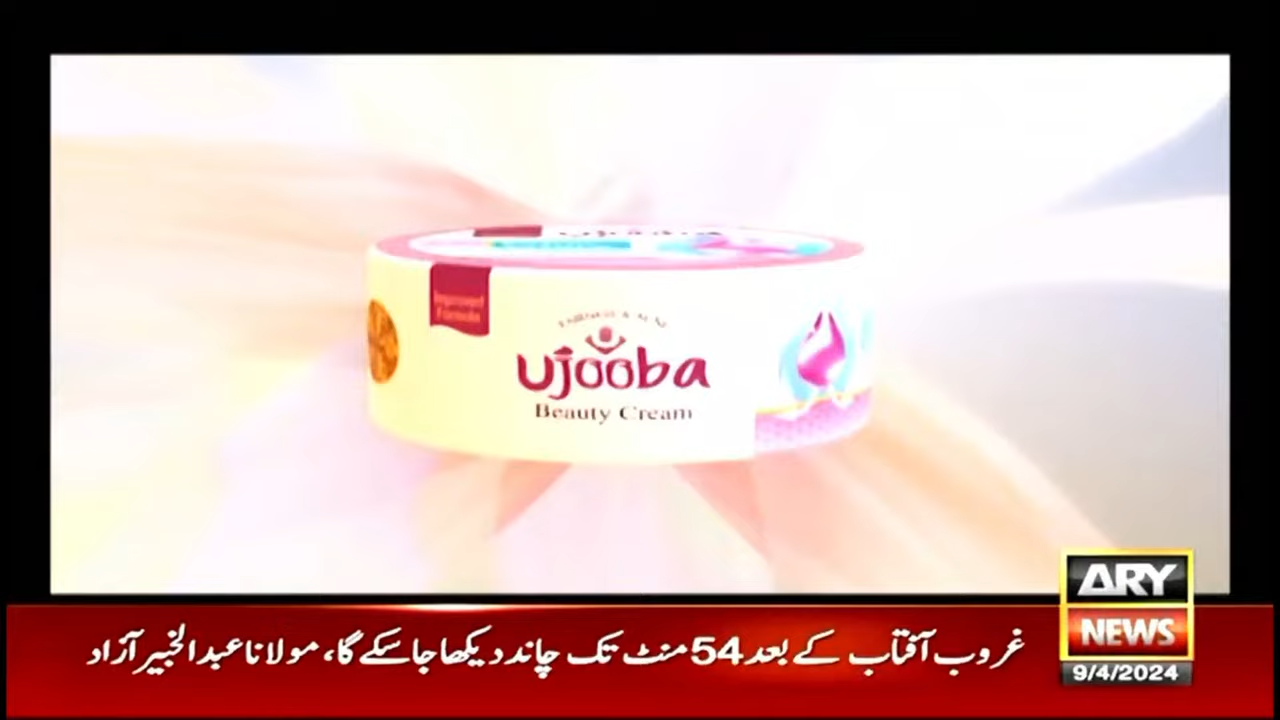 ujooba
Improved
Formula
ujooba
Beauty Cream
ARY
NEWS
9/4/2024
غروب آفتاب کے بعد 54 منٹ تک چاند دیکھا جاسکے گا، مولانا عبدالخبیر آزاد